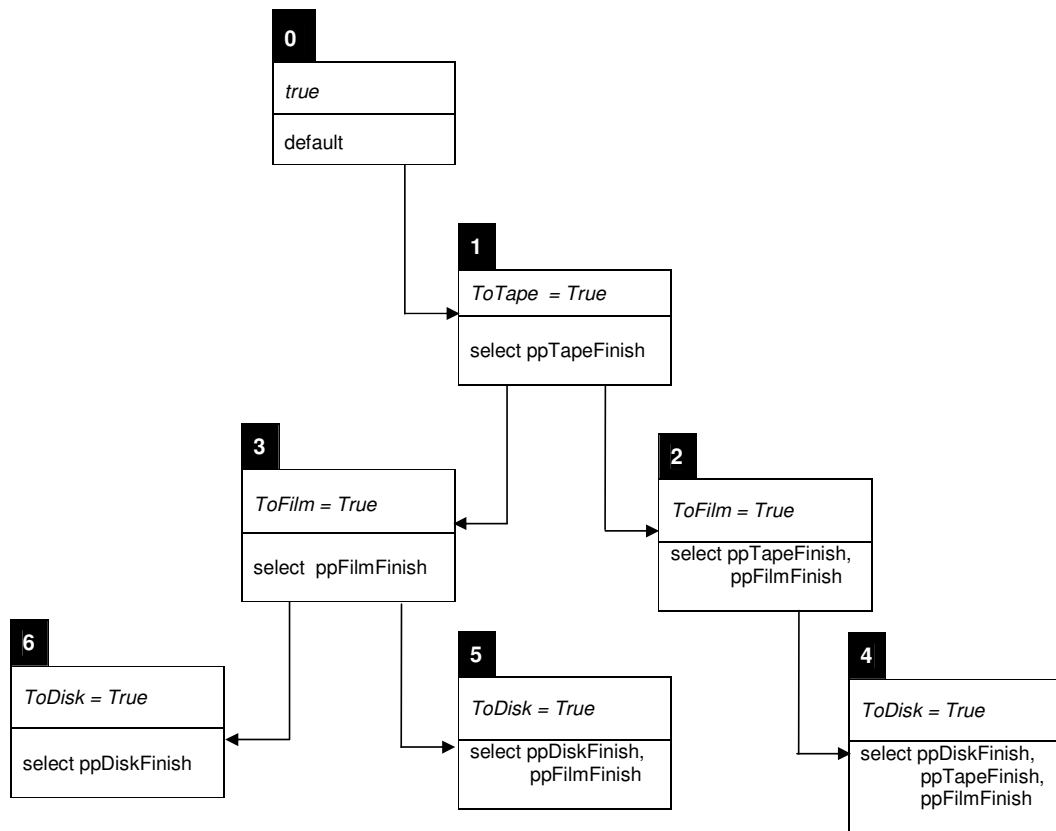 0
true
default
1
ToTape = True
select ppTapeFinish
3
ToFilm = True
select ppFilmFinish
2
ToFilm = True
select ppTapeFinish,
ppFilmFinish
6
ToDisk = True
select ppDiskFinish
5
ToDisk = True
select ppDiskFinish,
ppFilmFinish
4
ToDisk = True
select ppDiskFinish,
ppTapeFinish,
ppFilmFinish